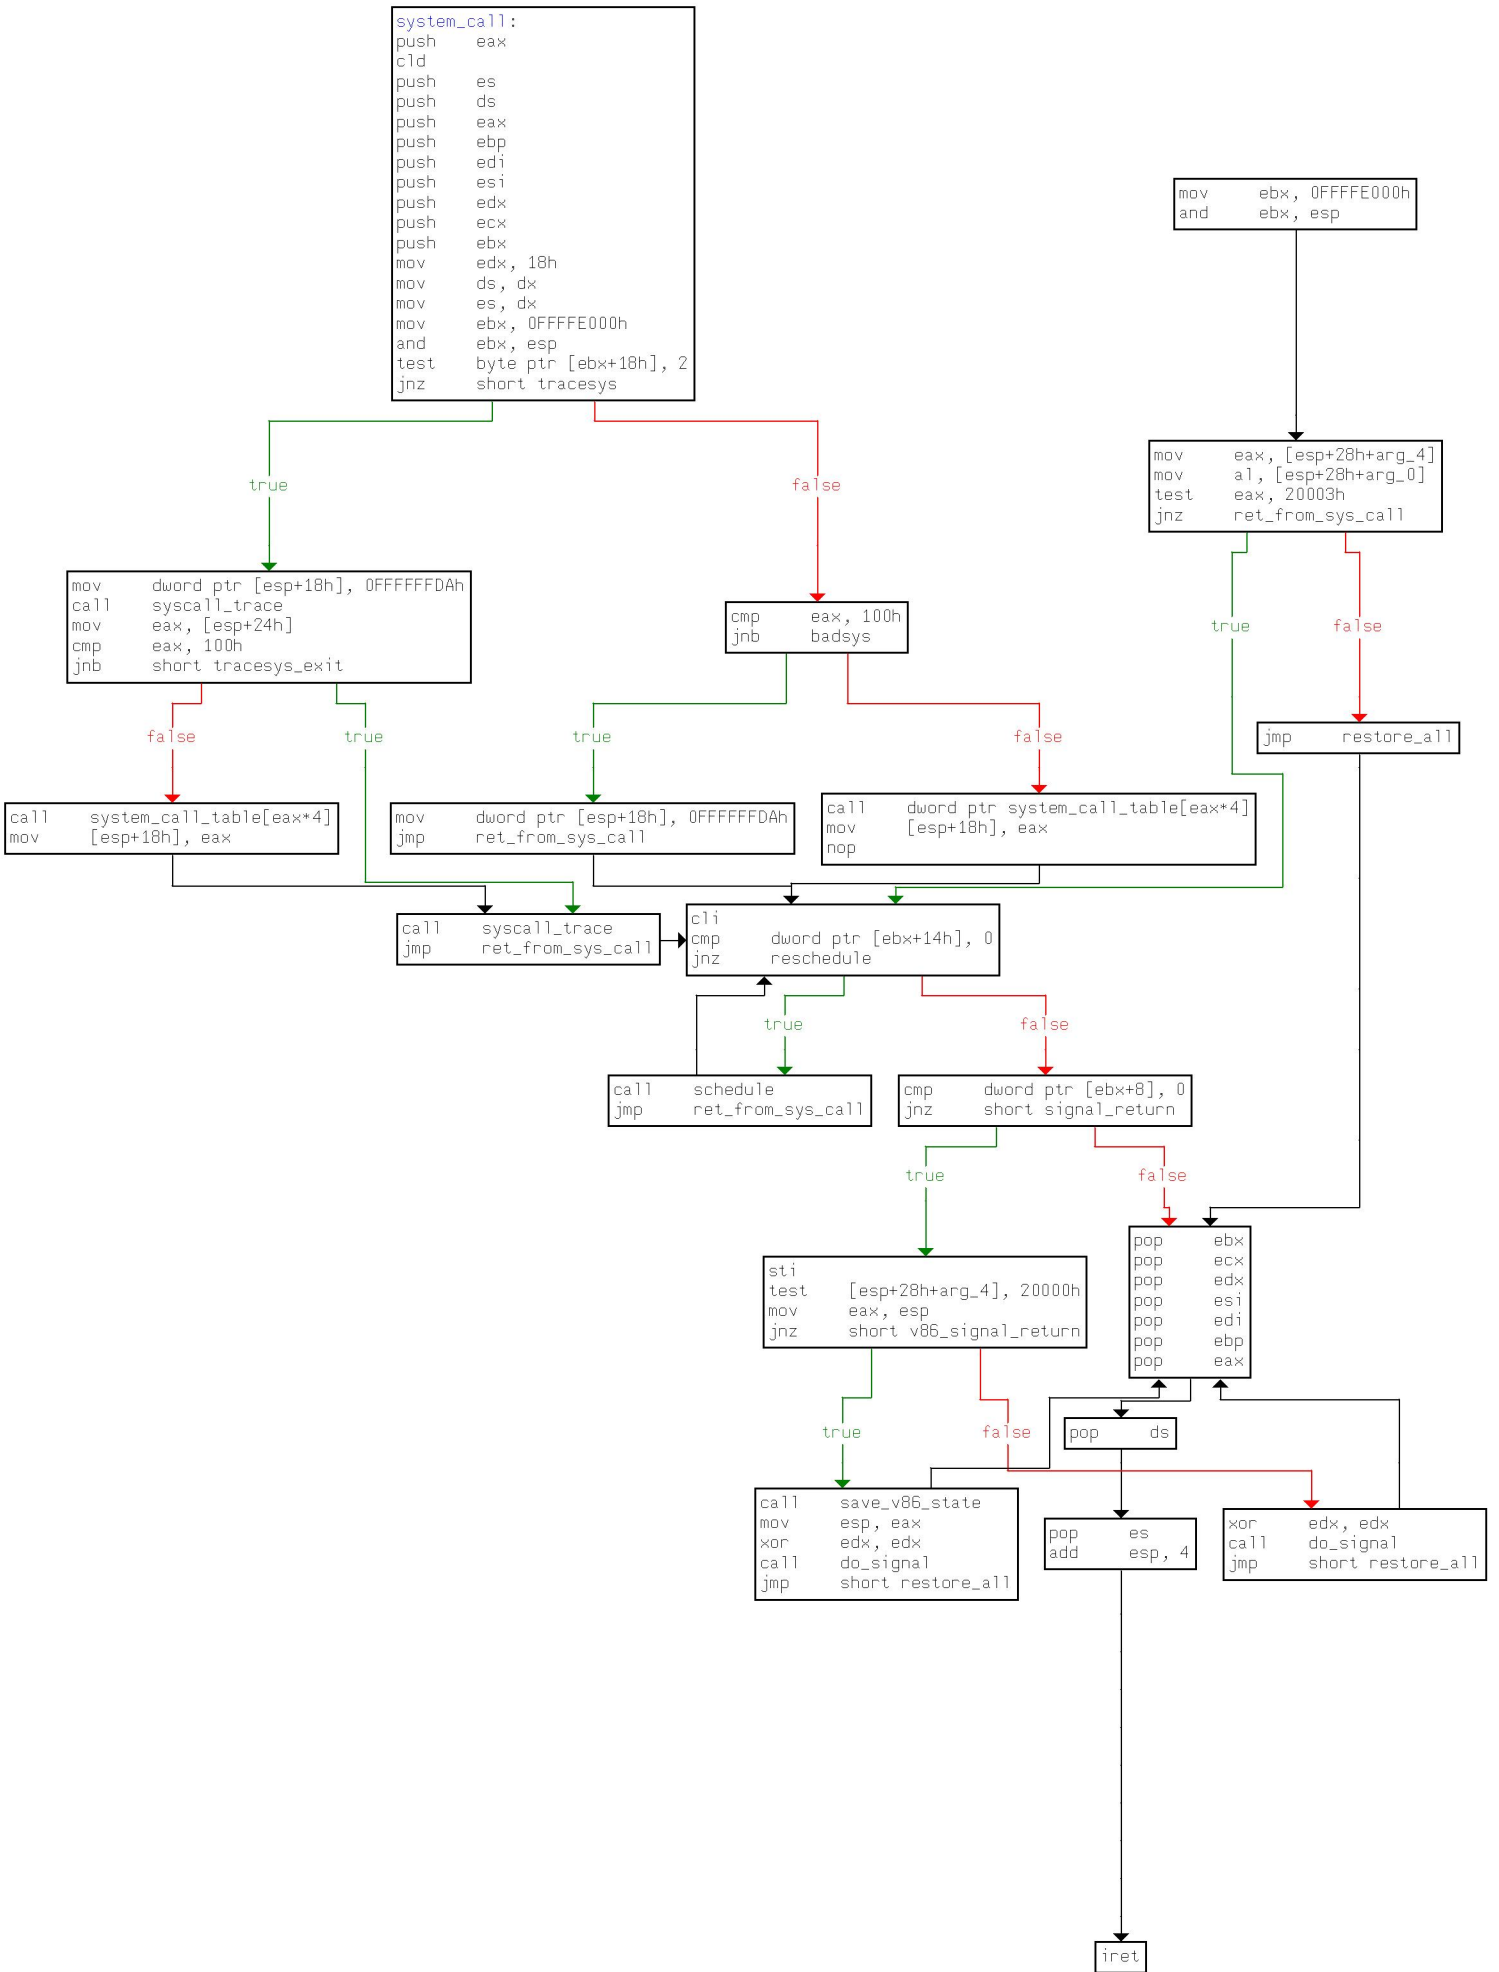 system_call:
push eax
cld
push es
push ds
push eax
push ebp
push edi
push esi
push edx
push ecx
push ebx
mov edx, 18h
mov ds, dx
mov es, dx
mov ebx, 0FFFFE000h
and ebx, esp
test byte ptr [ebx+18h], 2
jnz short tracesys
mov ebx, 0FFFFE000h
and ebx, esp
true
false
mov eax, [esp+28h+arg_4]
mov al, [esp+28h+arg_0]
test eax, 20003h
jnz ret_from_sys_call
mov dword ptr [esp+18h], 0FFFFFFDAh
call syscall_trace
mov eax, [esp+24h]
cmp eax, 100h
jnb short tracesys_exit
cmp eax, 100h
jnb badsys
true
false
false
true
true
false
jmp restore_all
call system_call_table[eax*4]
mov [esp+18h], eax
mov dword ptr [esp+18h], 0FFFFFFDAh
jmp ret_from_sys_call
call dword ptr system_call_table[eax*4]
mov [esp+18h], eax
nop
call syscall_trace
jmp ret_from_sys_call
cli
cmp dword ptr [ebx+14h], 0
jnz reschedule
true
false
call schedule
jmp ret_from_sys_call
cmp dword ptr [ebx+8], 0
jnz short signal_return
true
false
sti
test [esp+28h+arg_4], 20000h
mov eax, esp
jnz short v86_signal_return
pop ebx
pop ecx
pop edx
pop esi
pop edi
pop ebp
pop eax
true
false
pop ds
call save_v86_state
mov esp, eax
xor edx, edx
call do_signal
jmp short restore_all
pop es
add esp, 4
xor edx, edx
call do_signal
jmp short restore_all
iret